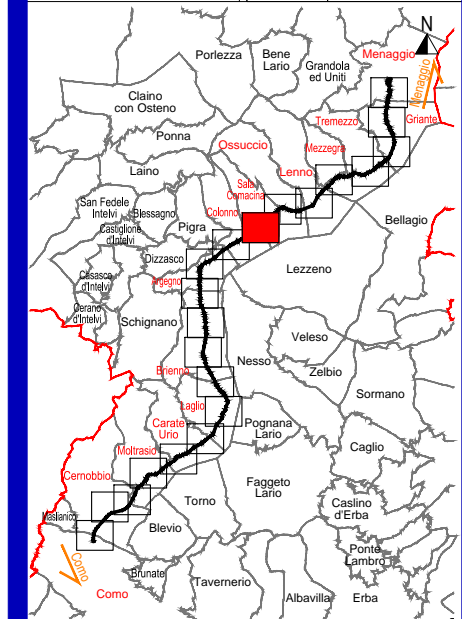 N
Porlezza
Bene
Lario
Menaggio
Grandola
ed Uniti
Menaggio
Claino
con Osteno
Tremezzo
Griante
Ponna
Ossuccio
Mezzegra
Laino
Lenno
Sala
Comacina
San Fedele
Intelvi
Blessagno
Colonno
Bellagio
Castiglione
d'Intelvi
Pigra
Dizzasco
Lezzeno
Casasco
d'Intelvi
Argegno
Cerano
d'Intelvi
Schignano
Veleso
Nesso
Zelbio
Brienno
Sormano
Laglio
Carate
Urio
Pognana
Lario
Caglio
Moltrasio
Cernobbio
Faggeto
Lario
Torno
Caslino
d'Erba
Maslianico
Blevio
Ponte
Lambro
Como
Brunate
Tavernerio
Como
Albavilla
Erba